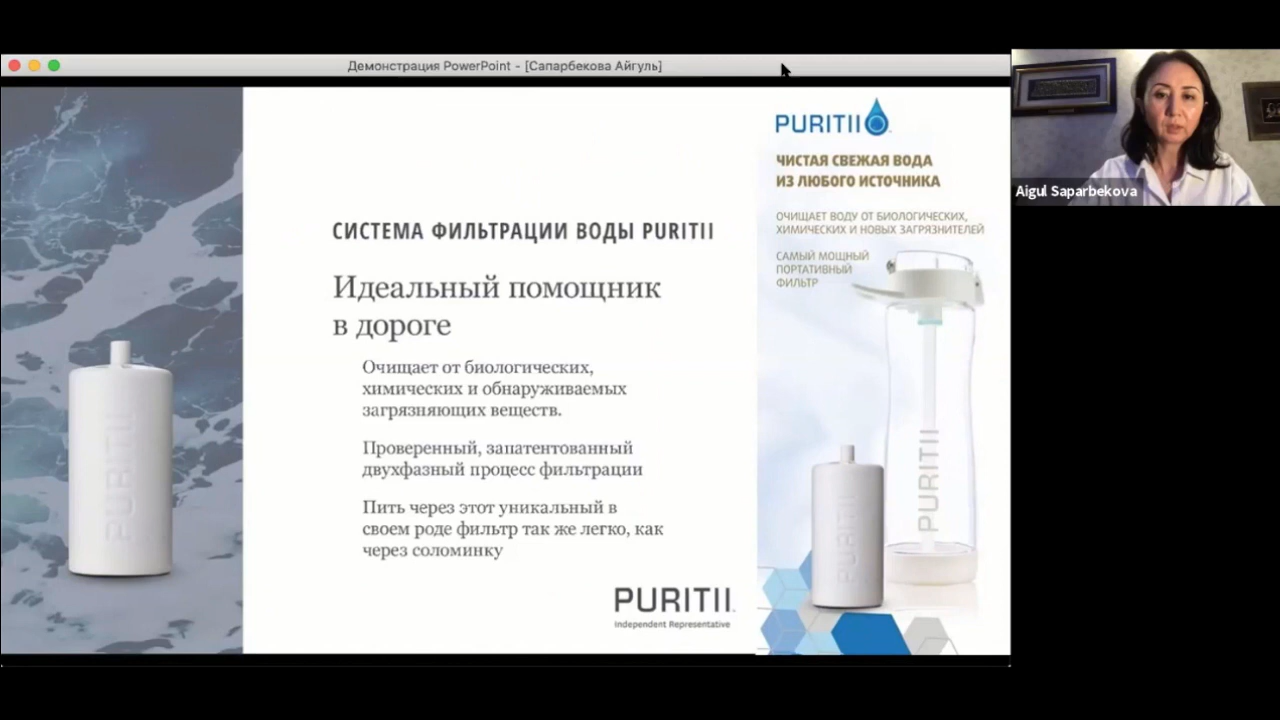 Демонстрация PowerPoint - [Сапарбекова Айгуль]
СИСТЕМА ФИЛЬТРАЦИИ ВОДЫ PURITII
Идеальный помощник
в дороге
Очищает от биологических,
химических и обнаруживаемых
загрязняющих веществ.
Проверенный, запатентованный
двухфазный процесс фильтрации
Пить через этот уникальный в
своем роде фильтр так же легко, как
через соломинку
PURITII
Independent Representative
PURITII
PURITII
ЧИСТАЯ СВЕЖАЯ ВОДА
ИЗ ЛЮБОГО ИСТОЧНИКА
ОЧИЩАЕТ ВОДУ ОТ БИОЛОГИЧЕСКИХ,
ХИМИЧЕСКИХ И НОВЫХ ЗАГРЯЗНИТЕЛЕЙ
САМЫЙ МОЩНЫЙ
ПОРТАТИВНЫЙ
ФИЛЬТР
PURITII
PURITII
Aigul Saparbekova